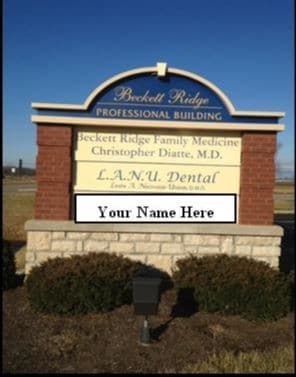 Beckett Ridge
PROFESSIONAL BUILDING
Beckett Ridge Family Medicine
Christopher Diatte, M.D.
L.A.N.U. Dental
Your Name Here